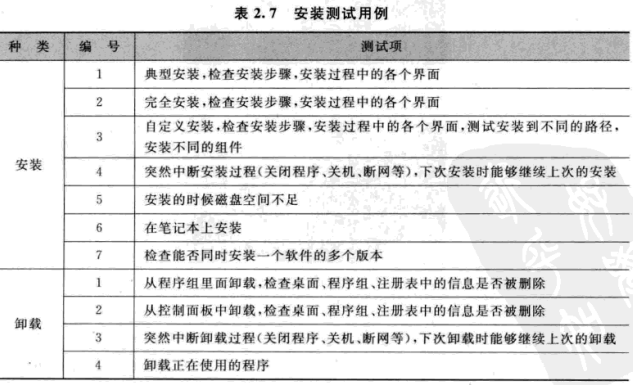 表 2.7 安装测试用例
种 类 编 号 测试项
安装
1 典型安装,检查安装步骤,安装过程中的各个界面
2 完全安装,检查安装步骤,安装过程中的各个界面
3 自定义安装,检查安装步骤,安装过程中的各个界面,测试安装到不同的路径,
安装不同的组件
4 突然中断安装过程(关闭程序、关机、断网等),下次安装时能够继续上次的安装
5 安装的时候磁盘空间不足
6 在笔记本上安装
7 检查能否同时安装一个软件的多个版本
卸载
1 从程序组里面卸载,检查桌面、程序组、注册表中的信息是否被删除
2 从控制面板中卸载,检查桌面、程序组、注册表中的信息是否被删除
3 突然中断卸载过程(关闭程序、关机、断网等),下次卸载时能够继续上次的卸载
4 卸载正在使用的程序